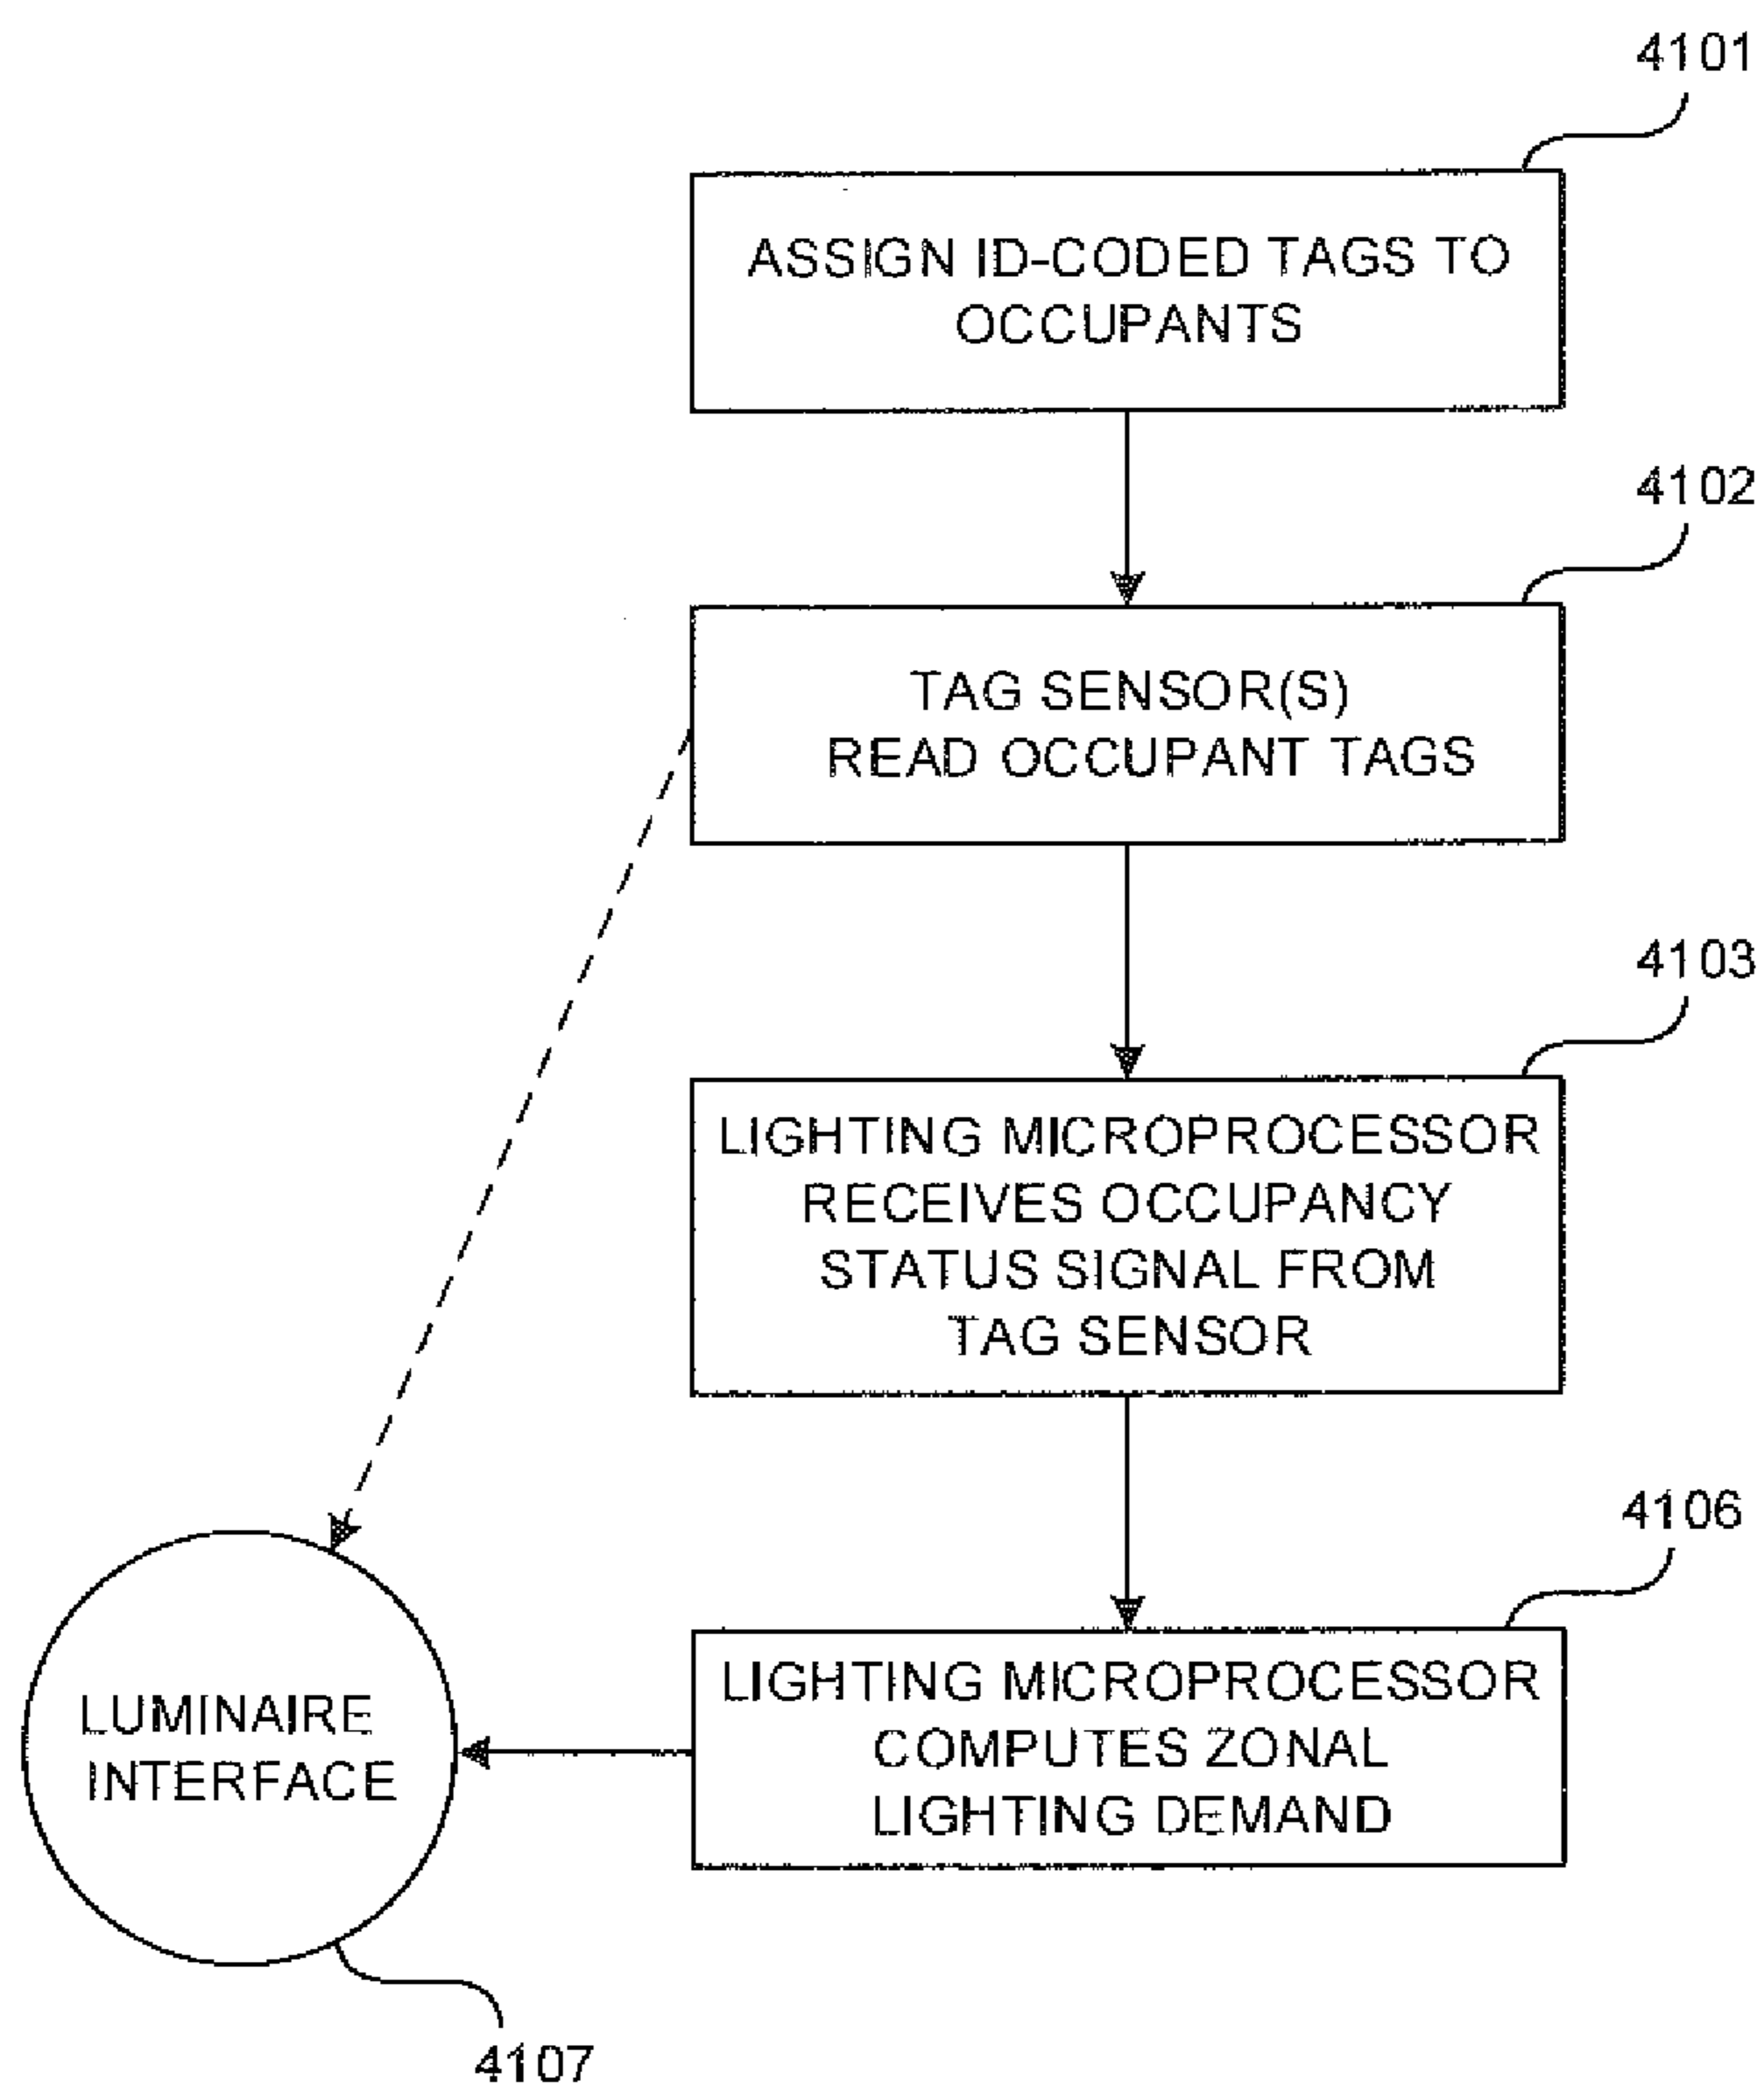 4101
ASSIGN ID-CODED TAGS TO
OCCUPANTS
4102
TAG SENSOR(S)
READ OCCUPANT TAGS
4103
LIGHTING MICROPROCESSOR
RECEIVES OCCUPANCY
STATUS SIGNAL FROM
TAG SENSOR
4106
LIGHTING MICROPROCESSOR
COMPUTES ZONAL
LIGHTING DEMAND
LUMINAIRE
INTERFACE
4107